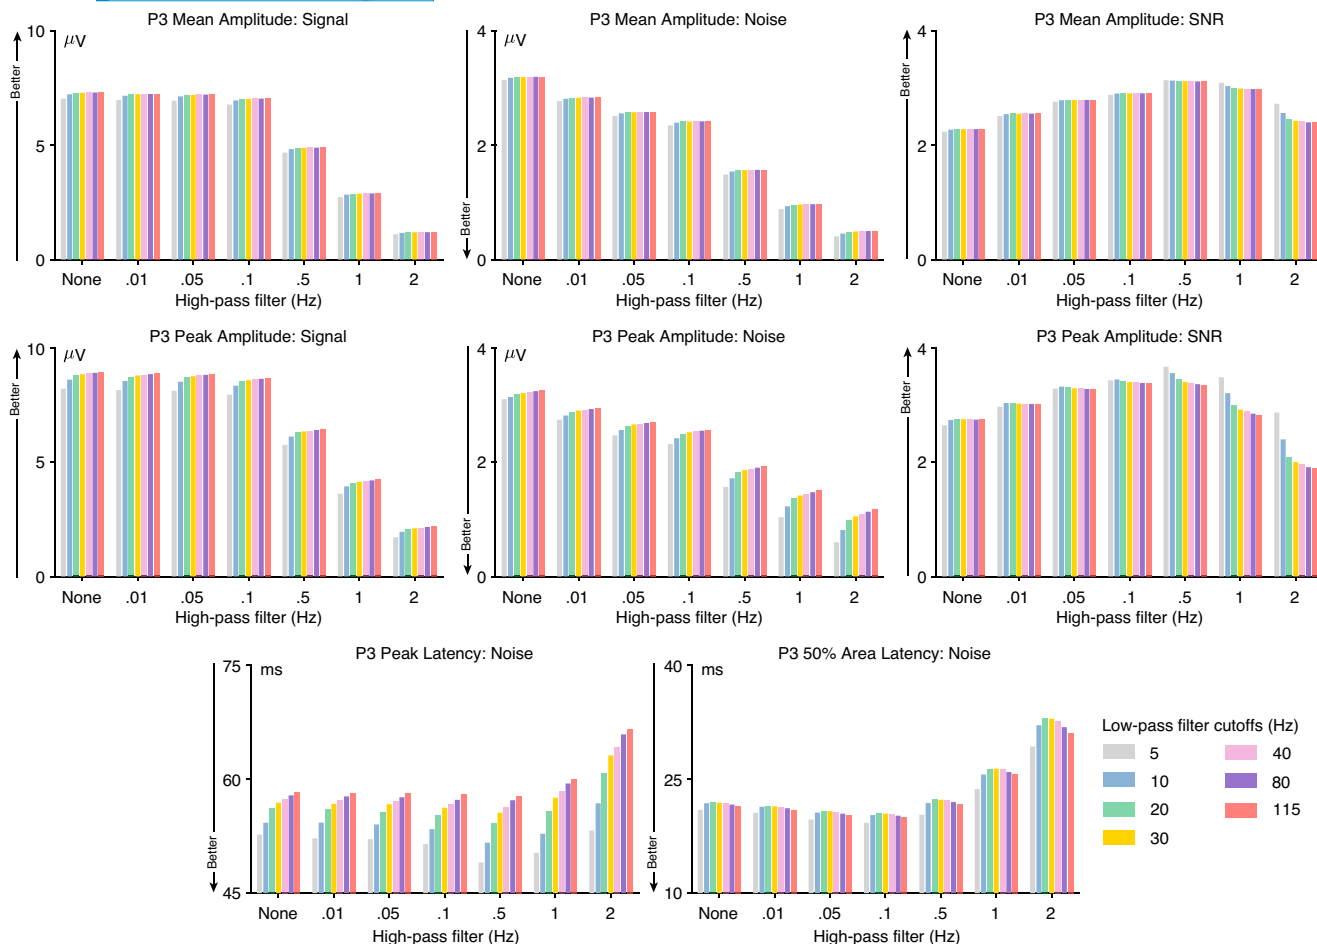 P3 Mean Amplitude: Signal
P3 Mean Amplitude: Noise
P3 Mean Amplitude: SNR
10
μV
Better
5
0
None .01 .05 .1 .5 1 2
High-pass filter (Hz)
4
μV
2
Better
0
None .01 .05 .1 .5 1 2
High-pass filter (Hz)
4
Better
2
0
None .01 .05 .1 .5 1 2
High-pass filter (Hz)
P3 Peak Amplitude: Signal
P3 Peak Amplitude: Noise
P3 Peak Amplitude: SNR
10
μV
Better
5
0
None .01 .05 .1 .5 1 2
High-pass filter (Hz)
4
μV
2
Better
0
None .01 .05 .1 .5 1 2
High-pass filter (Hz)
4
Better
2
0
None .01 .05 .1 .5 1 2
High-pass filter (Hz)
P3 Peak Latency: Noise
75
ms
60
Better
45
None .01 .05 .1 .5 1 2
High-pass filter (Hz)
P3 50% Area Latency: Noise
40
ms
25
Better
10
None .01 .05 .1 .5 1 2
High-pass filter (Hz)
Low-pass filter cutoffs (Hz)
5 40
10 80
20 115
30